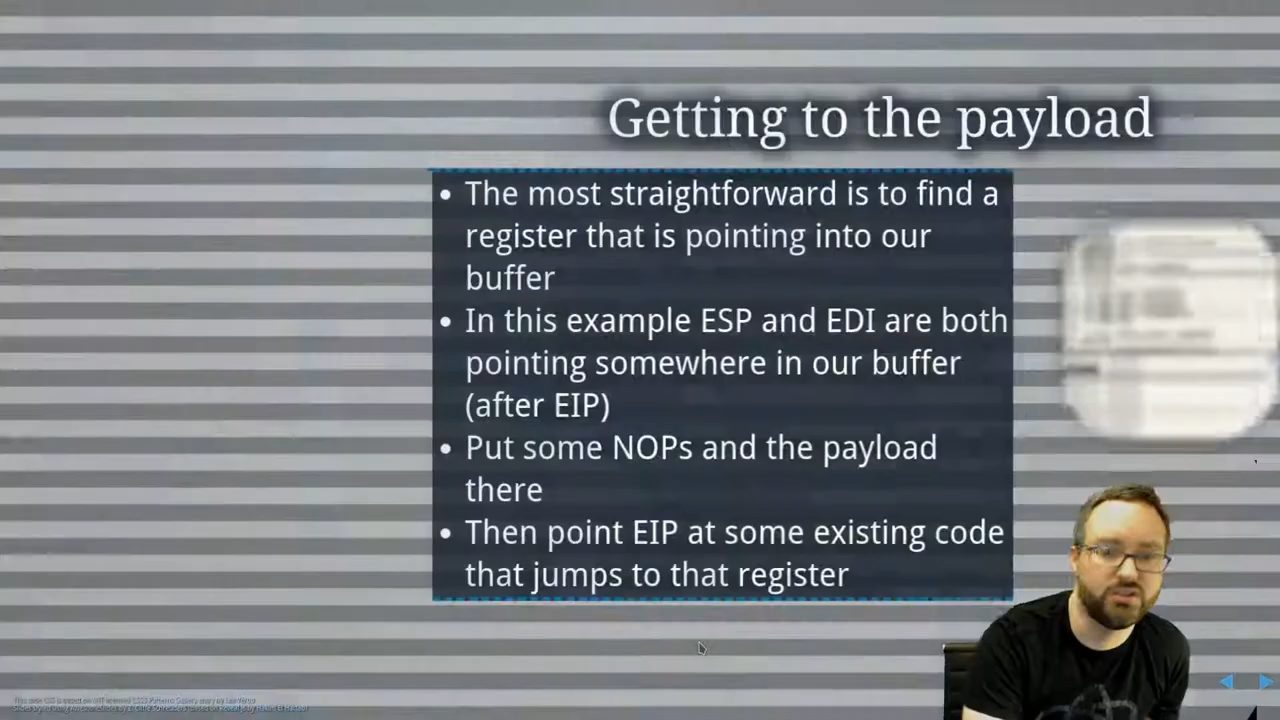 Getting to the payload
• The most straightforward is to find a
register that is pointing into our
buffer
• In this example ESP and EDI are both
pointing somewhere in our buffer
(after EIP)
• Put some NOPs and the payload
there
• Then point EIP at some existing code
that jumps to that register